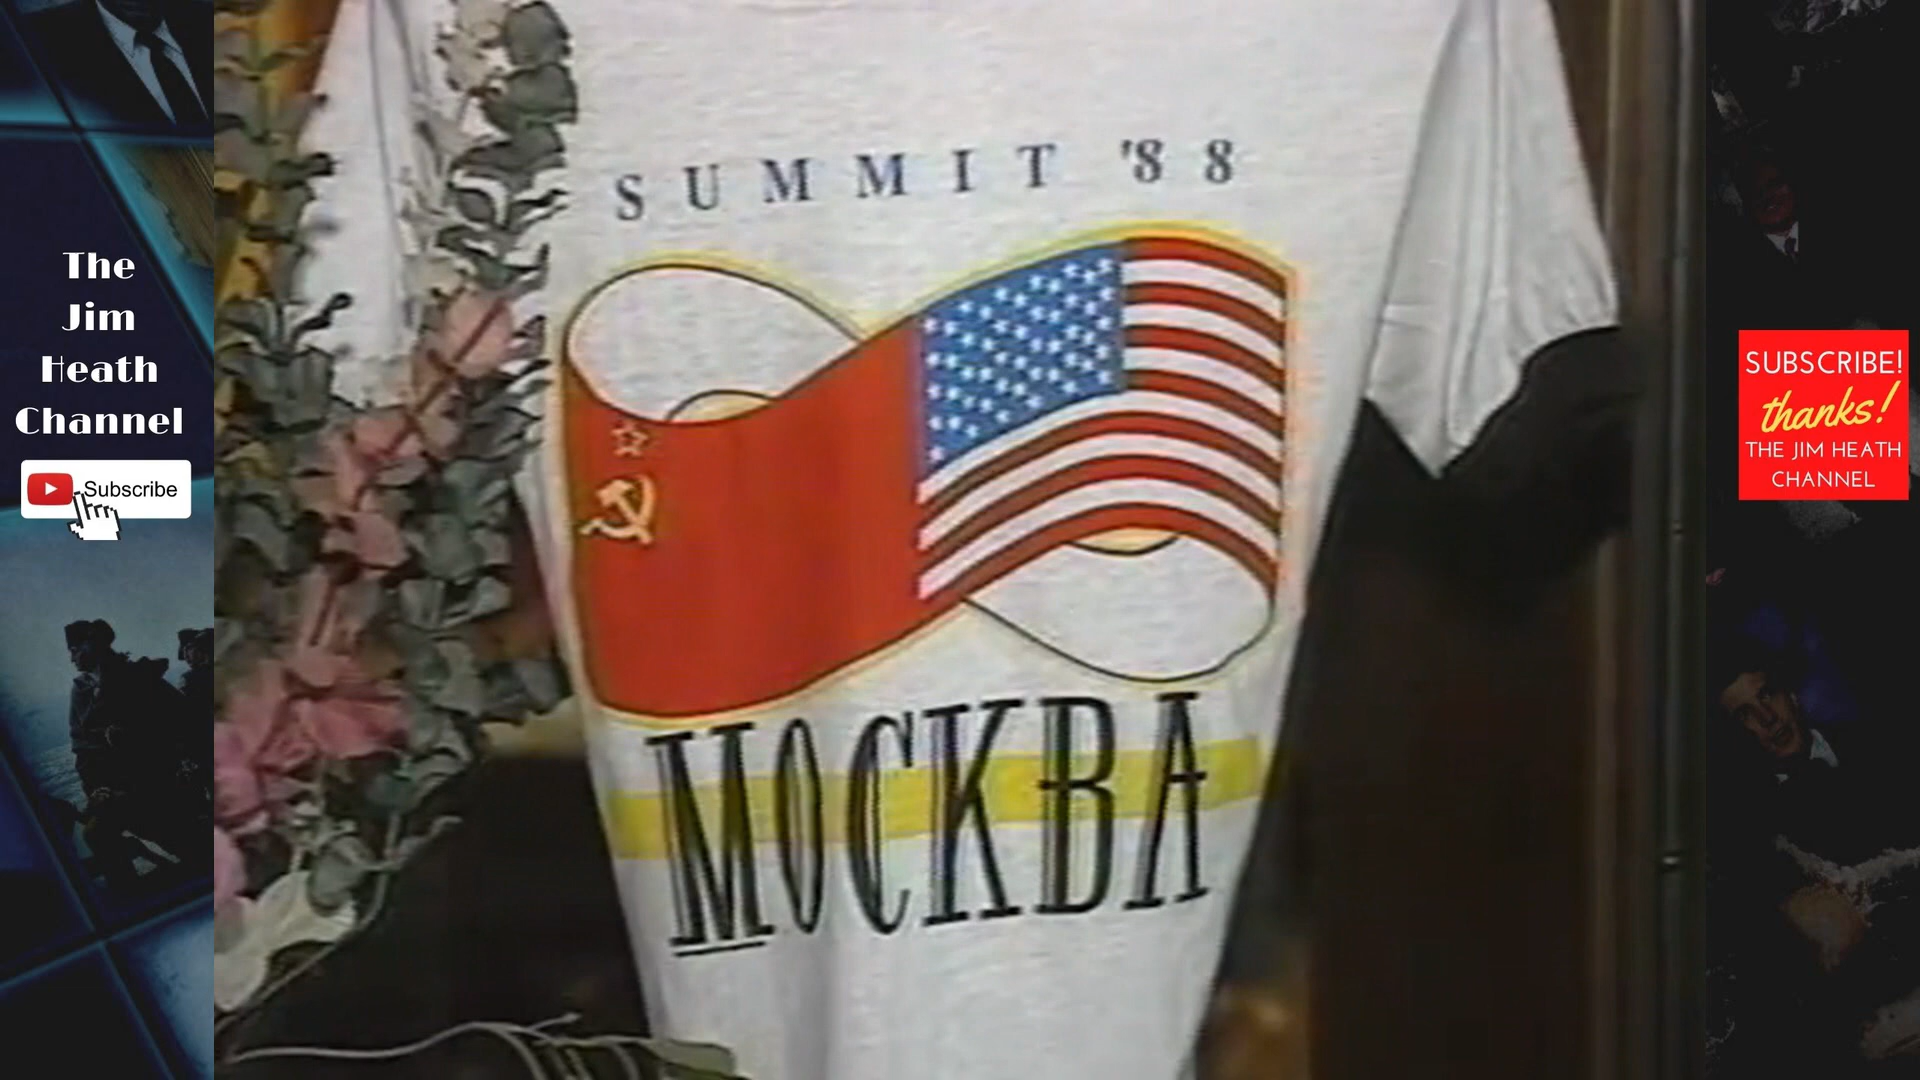 The
Jim
Heath
Channel
Subscribe
SUMMIT '88
МОСКВА
SUBSCRIBE!
thanks!
THE JIM HEATH
CHANNEL